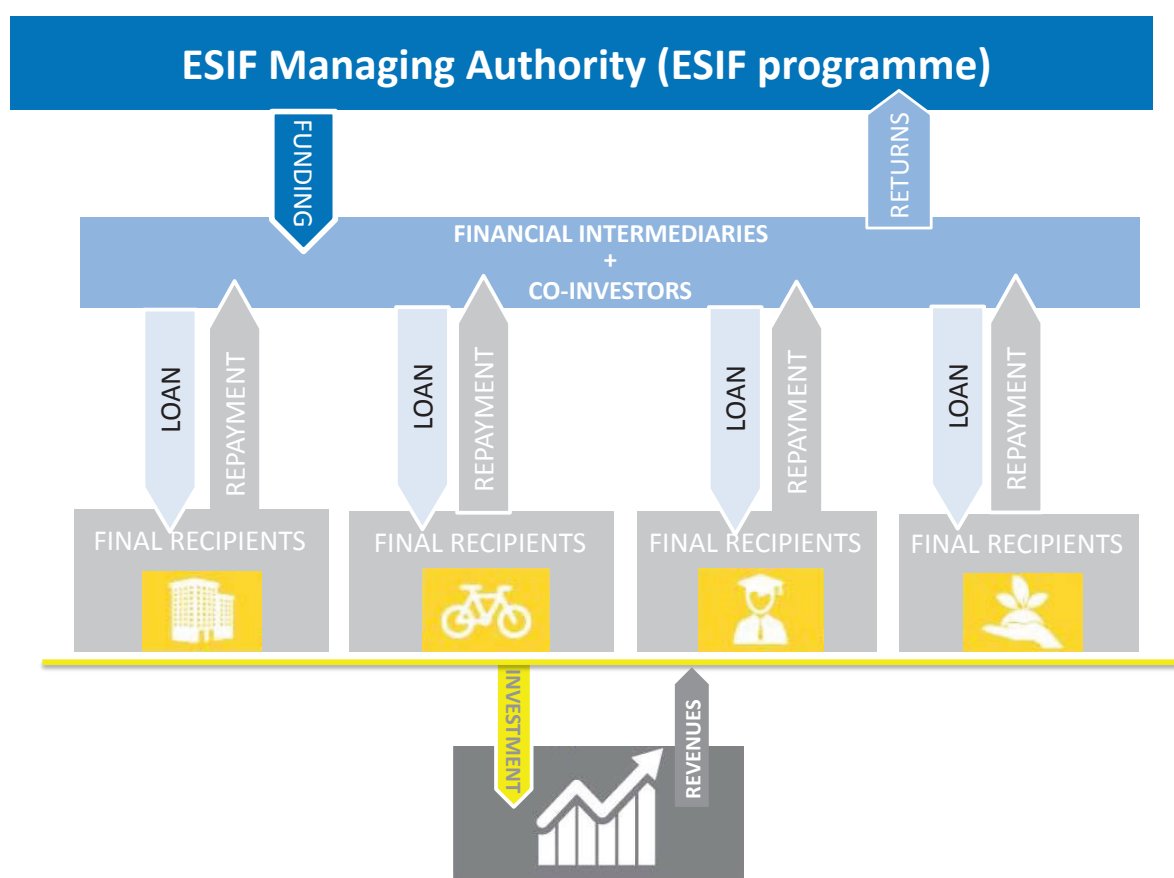 ESIF Managing Authority (ESIF programme)
FUNDING
RETURNS
FINANCIAL INTERMEDIARIES
+
CO-INVESTORS
LOAN
REPAYMENT
LOAN
REPAYMENT
LOAN
REPAYMENT
LOAN
REPAYMENT
FINAL RECIPIENTS
FINAL RECIPIENTS
FINAL RECIPIENTS
FINAL RECIPIENTS
INVESTMENT
REVENUES